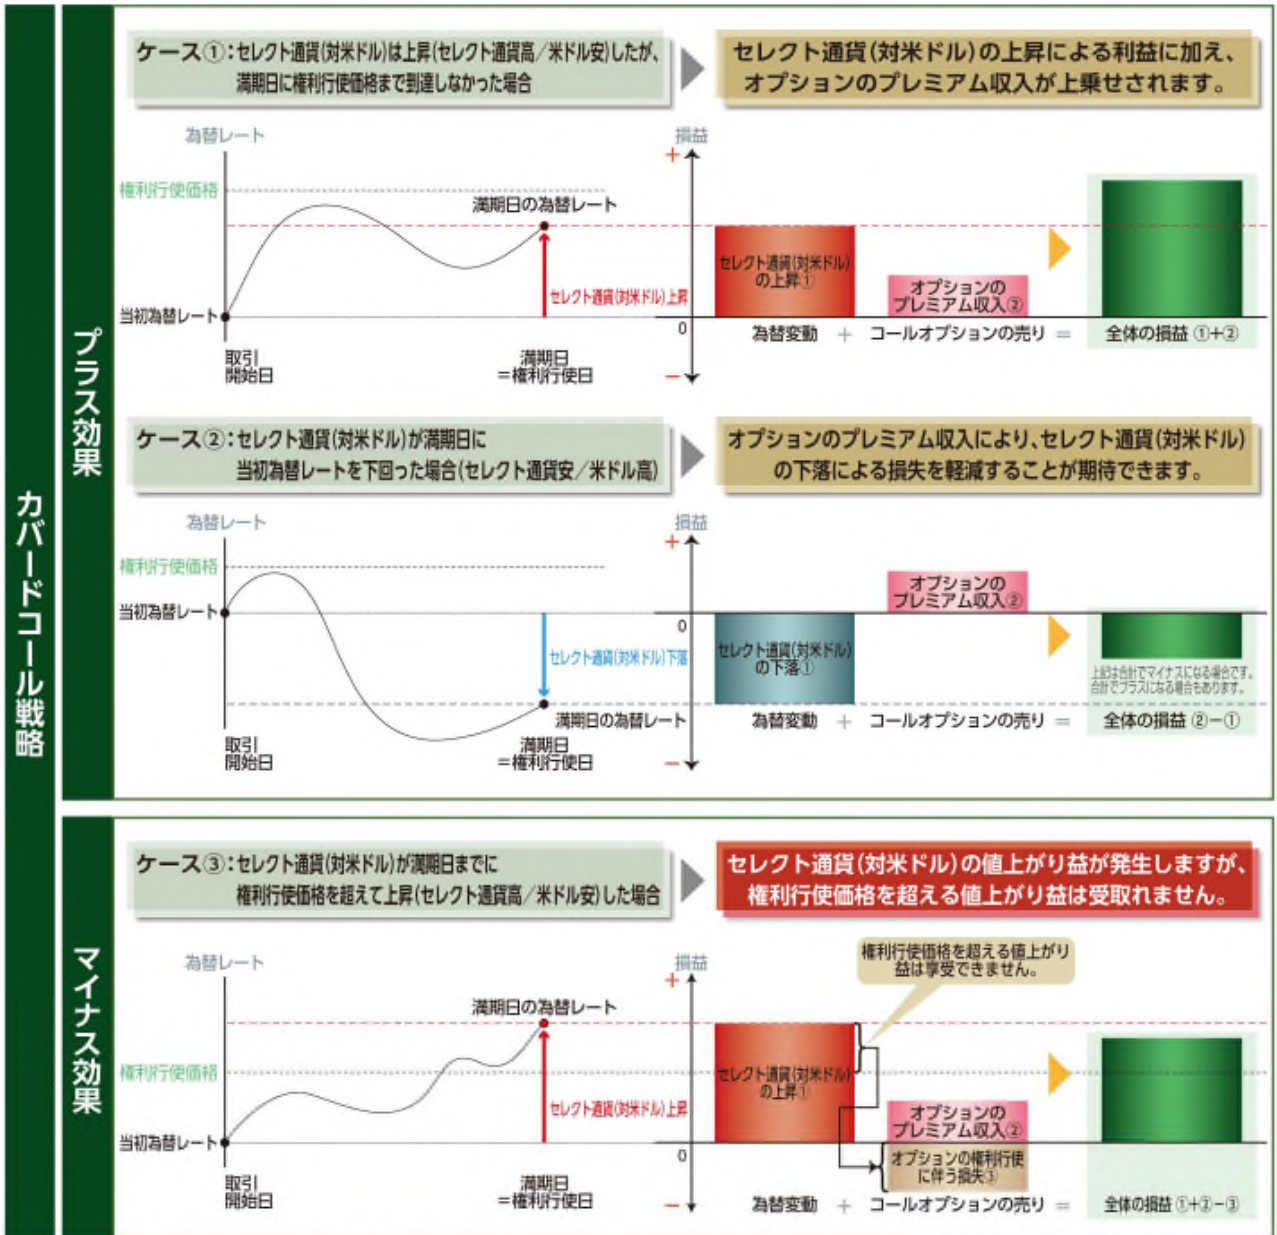 カバードコール戦略
プラス効果
ケース①：セレクト通貨(対米ドル)は上昇(セレクト通貨高／米ドル安)したが、
満期日に権利行使価格まで到達しなかった場合
セレクト通貨(対米ドル)の上昇による利益に加え、
オプションのプレミアム収入が上乗せされます。
為替レート
権利行使価格
満期日の為替レート
セレクト通貨(対米ドル)上昇
当初為替レート
取引
開始日
満期日
＝権利行使日
損益
＋
0
－
セレクト通貨(対米ドル)
の上昇①
オプションの
プレミアム収入②
為替変動 ＋ コールオプションの売り ＝ 全体の損益 ①＋②
ケース②：セレクト通貨(対米ドル)が満期日に
当初為替レートを下回った場合(セレクト通貨安／米ドル高)
オプションのプレミアム収入により、セレクト通貨(対米ドル)
の下落による損失を軽減することが期待できます。
為替レート
権利行使価格
当初為替レート
セレクト通貨(対米ドル)下落
満期日の為替レート
取引
開始日
満期日
＝権利行使日
損益
＋
0
－
セレクト通貨(対米ドル)
の下落①
オプションの
プレミアム収入②
上記は合計でマイナスになる場合です。
合計でプラスになる場合もあります。
為替変動 ＋ コールオプションの売り ＝ 全体の損益 ②－①
マイナス効果
ケース③：セレクト通貨(対米ドル)が満期日までに
権利行使価格を超えて上昇(セレクト通貨高／米ドル安)した場合
セレクト通貨(対米ドル)の値上がり益が発生しますが、
権利行使価格を超える値上がり益は受取れません。
為替レート
満期日の為替レート
権利行使価格
セレクト通貨(対米ドル)上昇
当初為替レート
取引
開始日
満期日
＝権利行使日
損益
＋
0
－
権利行使価格を超える値上がり
益は享受できません。
セレクト通貨(対米ドル)
の上昇①
オプションの
プレミアム収入②
オプションの権利行使
に伴う損失③
為替変動 ＋ コールオプションの売り ＝ 全体の損益 ①＋②－③